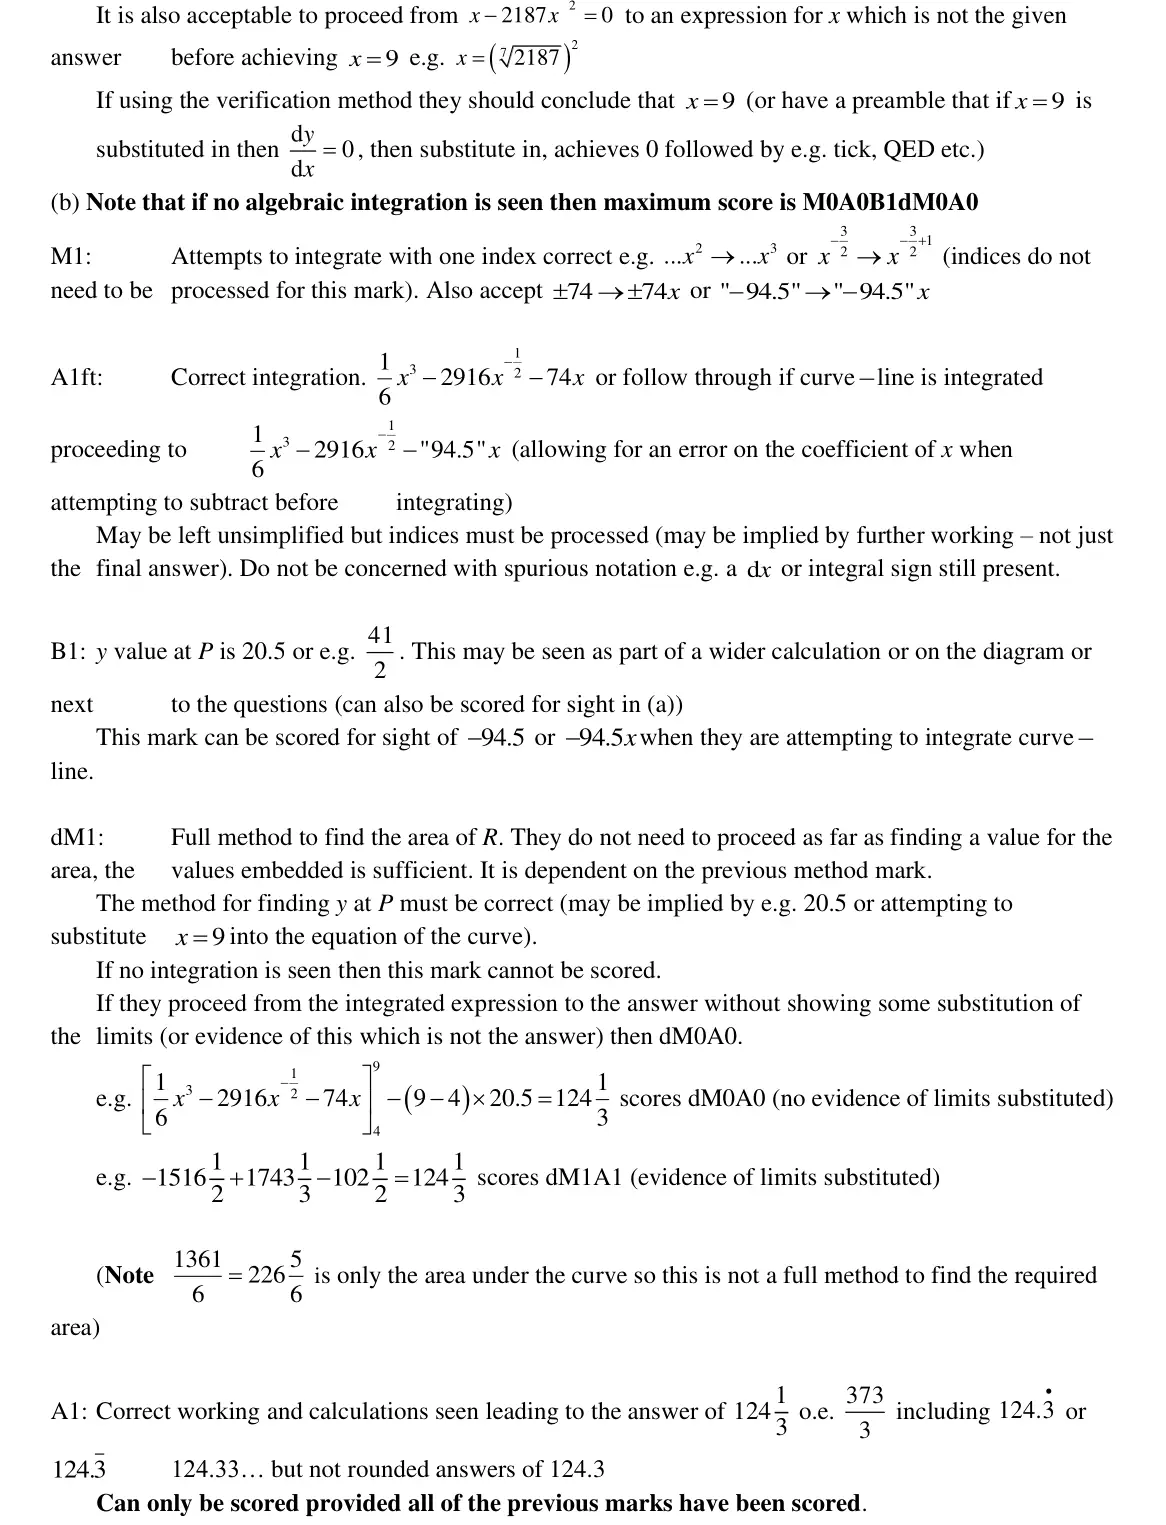 It is also acceptable to proceed from x − 2187x ² = 0 to an expression for x which is not the given
answer before achieving x = 9 e.g. x = (⁷√2187)²
If using the verification method they should conclude that x = 9 (or have a preamble that if x = 9 is
substituted in then dy/dx = 0, then substitute in, achieves 0 followed by e.g. tick, QED etc.)
(b) Note that if no algebraic integration is seen then maximum score is M0A0B1dM0A0
M1: Attempts to integrate with one index correct e.g. ...x² → ...x³ or x^(−3/2) → x^(−3/2+1) (indices do not
need to be processed for this mark). Also accept ±74 → ±74x or "−94.5" → "−94.5"x
A1ft: Correct integration. 1/6 x³ − 2916x^(−1/2) − 74x or follow through if curve – line is integrated
proceeding to 1/6 x³ − 2916x^(−1/2) − "94.5"x (allowing for an error on the coefficient of x when
attempting to subtract before integrating)
May be left unsimplified but indices must be processed (may be implied by further working – not just
the final answer). Do not be concerned with spurious notation e.g. a dx or integral sign still present.
B1: y value at P is 20.5 or e.g. 41/2. This may be seen as part of a wider calculation or on the diagram or
next to the questions (can also be scored for sight in (a))
This mark can be scored for sight of −94.5 or −94.5x when they are attempting to integrate curve –
line.
dM1: Full method to find the area of R. They do not need to proceed as far as finding a value for the
area, the values embedded is sufficient. It is dependent on the previous method mark.
The method for finding y at P must be correct (may be implied by e.g. 20.5 or attempting to
substitute x = 9 into the equation of the curve).
If no integration is seen then this mark cannot be scored.
If they proceed from the integrated expression to the answer without showing some substitution of
the limits (or evidence of this which is not the answer) then dM0A0.
e.g. [1/6 x³ − 2916x^(−1/2) − 74x]₄⁹ − (9 − 4) × 20.5 = 124 1/3 scores dM0A0 (no evidence of limits substituted)
e.g. −1516 1/2 + 1743 1/3 − 102 1/2 = 124 1/3 scores dM1A1 (evidence of limits substituted)
(Note 1361/6 = 226 5/6 is only the area under the curve so this is not a full method to find the required
area)
A1: Correct working and calculations seen leading to the answer of 124 1/3 o.e. 373/3 including 124.3̇ or
124.3̅ 124.33… but not rounded answers of 124.3
Can only be scored provided all of the previous marks have been scored.